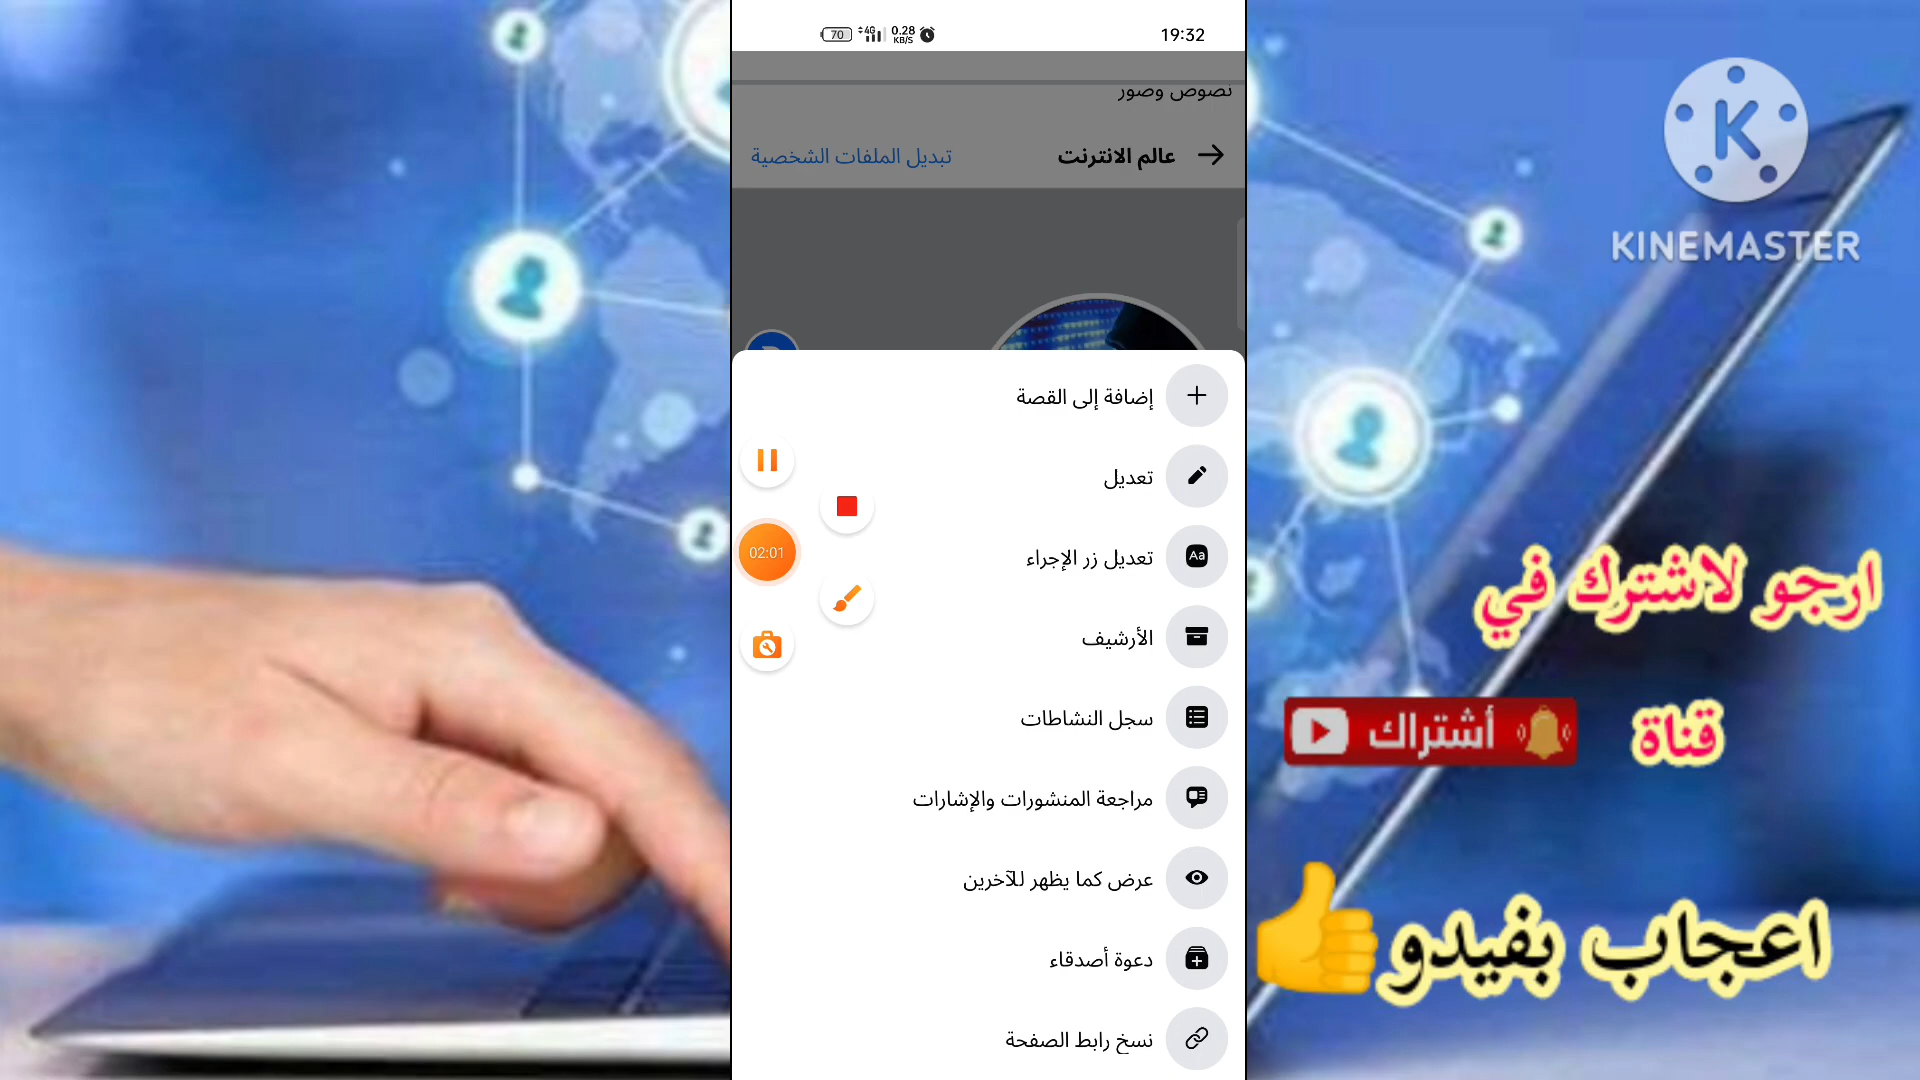 70 4G 0.28 KB/S 19:32
نصوص وصور
عالم الانترنت
تبديل الملفات الشخصية
إضافة إلى القصة
تعديل
تعديل زر الإجراء
Aa
الأرشيف
سجل النشاطات
مراجعة المنشورات والإشارات
عرض كما يظهر للآخرين
دعوة أصدقاء
نسخ رابط الصفحة
02:01
K
KINEMASTER
ارجو لاشترك في
قناة
أشتراك
اعجاب بفيدو